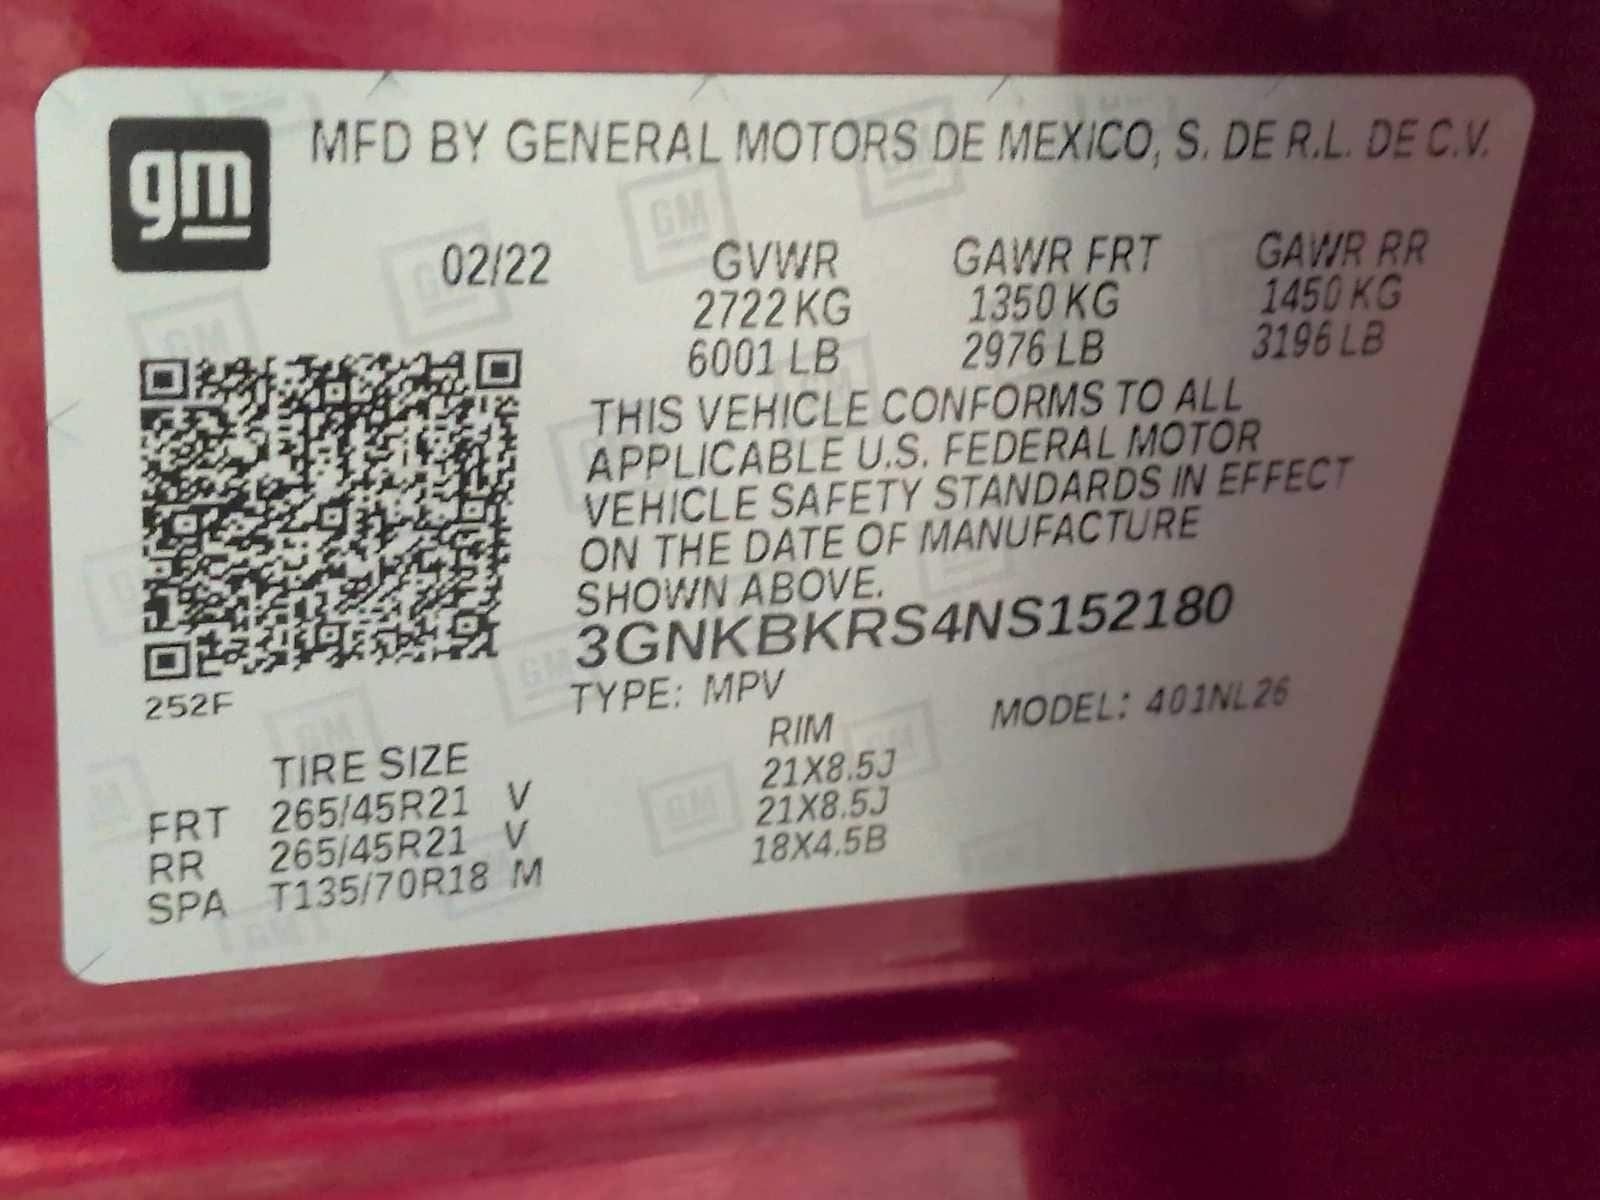 gm
MFD BY GENERAL MOTORS DE MEXICO, S. DE R.L. DE C.V.
02/22 GVWR GAWR FRT GAWR RR
2722 KG 1350 KG 1450 KG
6001 LB 2976 LB 3196 LB
THIS VEHICLE CONFORMS TO ALL
APPLICABLE U.S. FEDERAL MOTOR
VEHICLE SAFETY STANDARDS IN EFFECT
ON THE DATE OF MANUFACTURE
SHOWN ABOVE.
3GNKBKRS4NS152180
252F TYPE: MPV MODEL: 401NL26
TIRE SIZE RIM
FRT 265/45R21 V 21X8.5J
RR 265/45R21 V 21X8.5J
SPA T135/70R18 M 18X4.5B